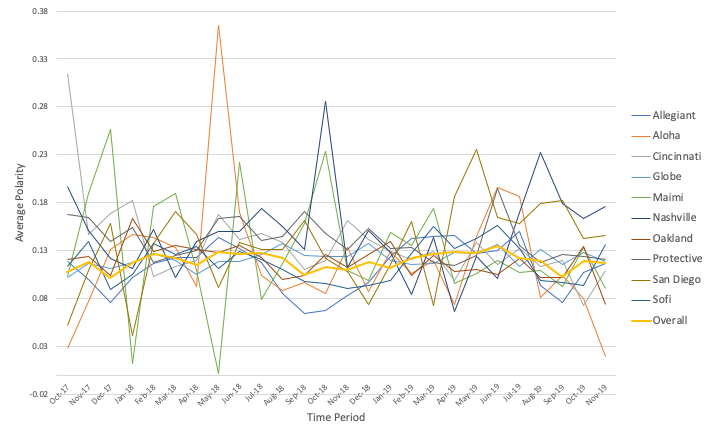 0.38
0.33
0.28
0.23
0.18
0.13
0.08
0.03
-0.02
Average Polarity
Oct-17 Nov-17 Dec-17 Jan-18 Feb-18 Mar-18 Apr-18 May-18 Jun-18 Jul-18 Aug-18 Sep-18 Oct-18 Nov-18 Dec-18 Jan-19 Feb-19 Mar-19 Apr-19 May-19 Jun-19 Jul-19 Aug-19 Sep-19 Oct-19 Nov-19
Time Period
Allegiant
Aloha
Cincinnati
Globe
Maimi
Nashville
Oakland
Protective
San Diego
Sofi
Overall